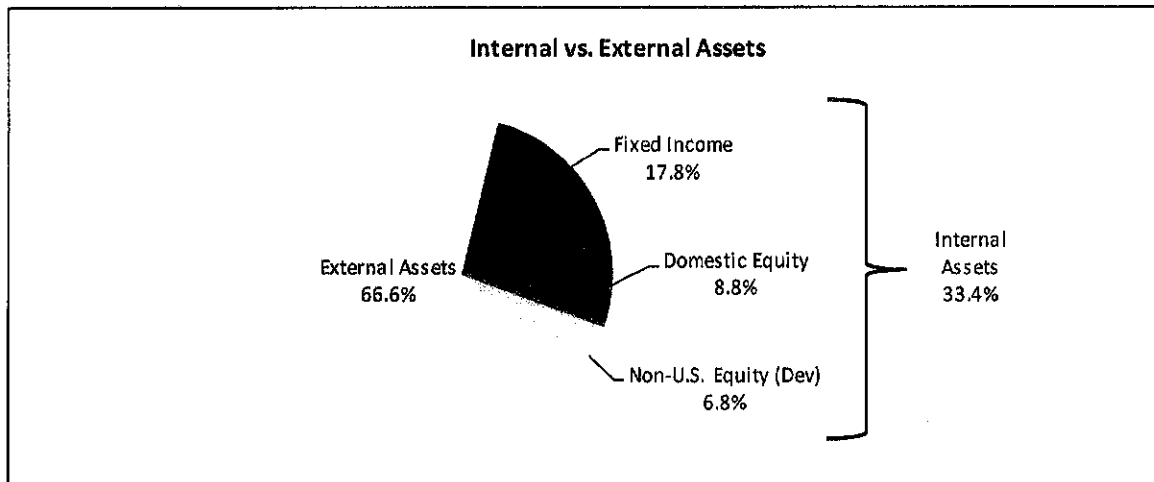 Internal vs. External Assets
Fixed Income
17.8%
External Assets
66.6%
Domestic Equity
8.8%
Non-U.S. Equity (Dev)
6.8%
Internal
Assets
33.4%